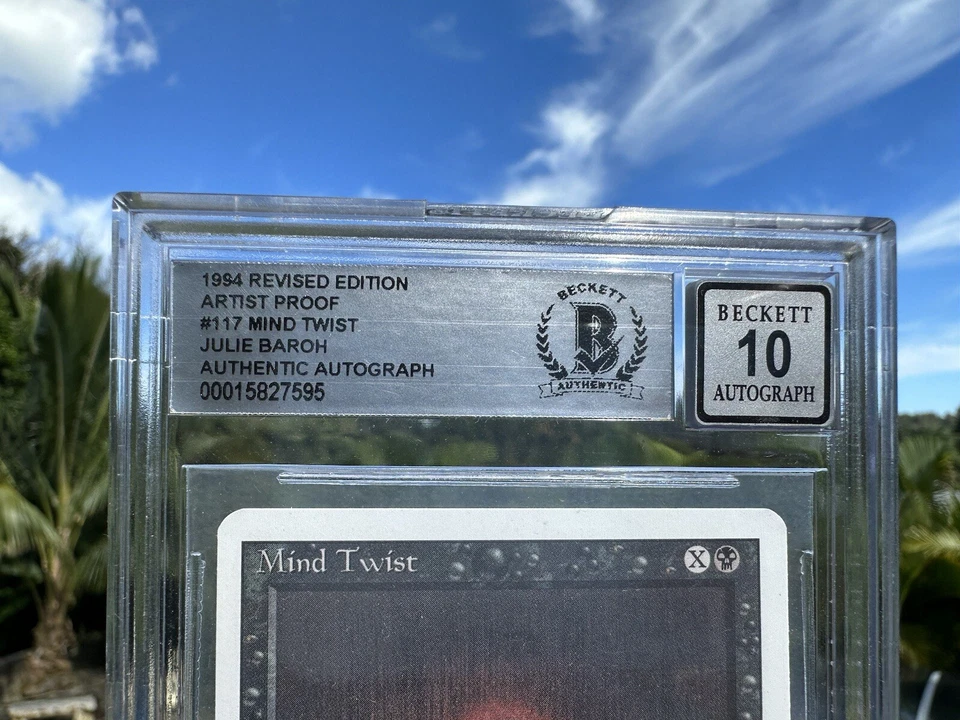 1994 REVISED EDITION
ARTIST PROOF
#117 MIND TWIST
JULIE BAROH
AUTHENTIC AUTOGRAPH
00015827595
BECKETT
B
AUTHENTIC
BECKETT
10
AUTOGRAPH
Mind Twist
X